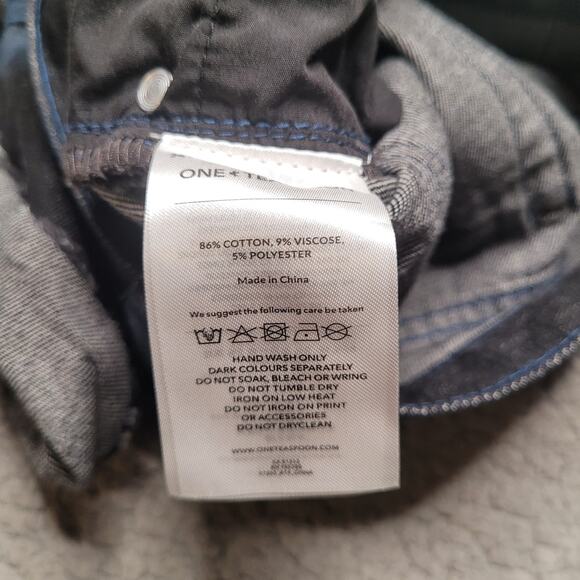 ONE
86% COTTON, 9% VISCOSE,
5% POLYESTER
Made in China
We suggest the following care be taken
HAND WASH ONLY
DARK COLOURS SEPARATELY
DO NOT SOAK, BLEACH OR WRING
DO NOT TUMBLE DRY
IRON ON LOW HEAT
DO NOT IRON ON PRINT
OR ACCESSORIES
DO NOT DRYCLEAN
WWW.ONETEASPOON.COM